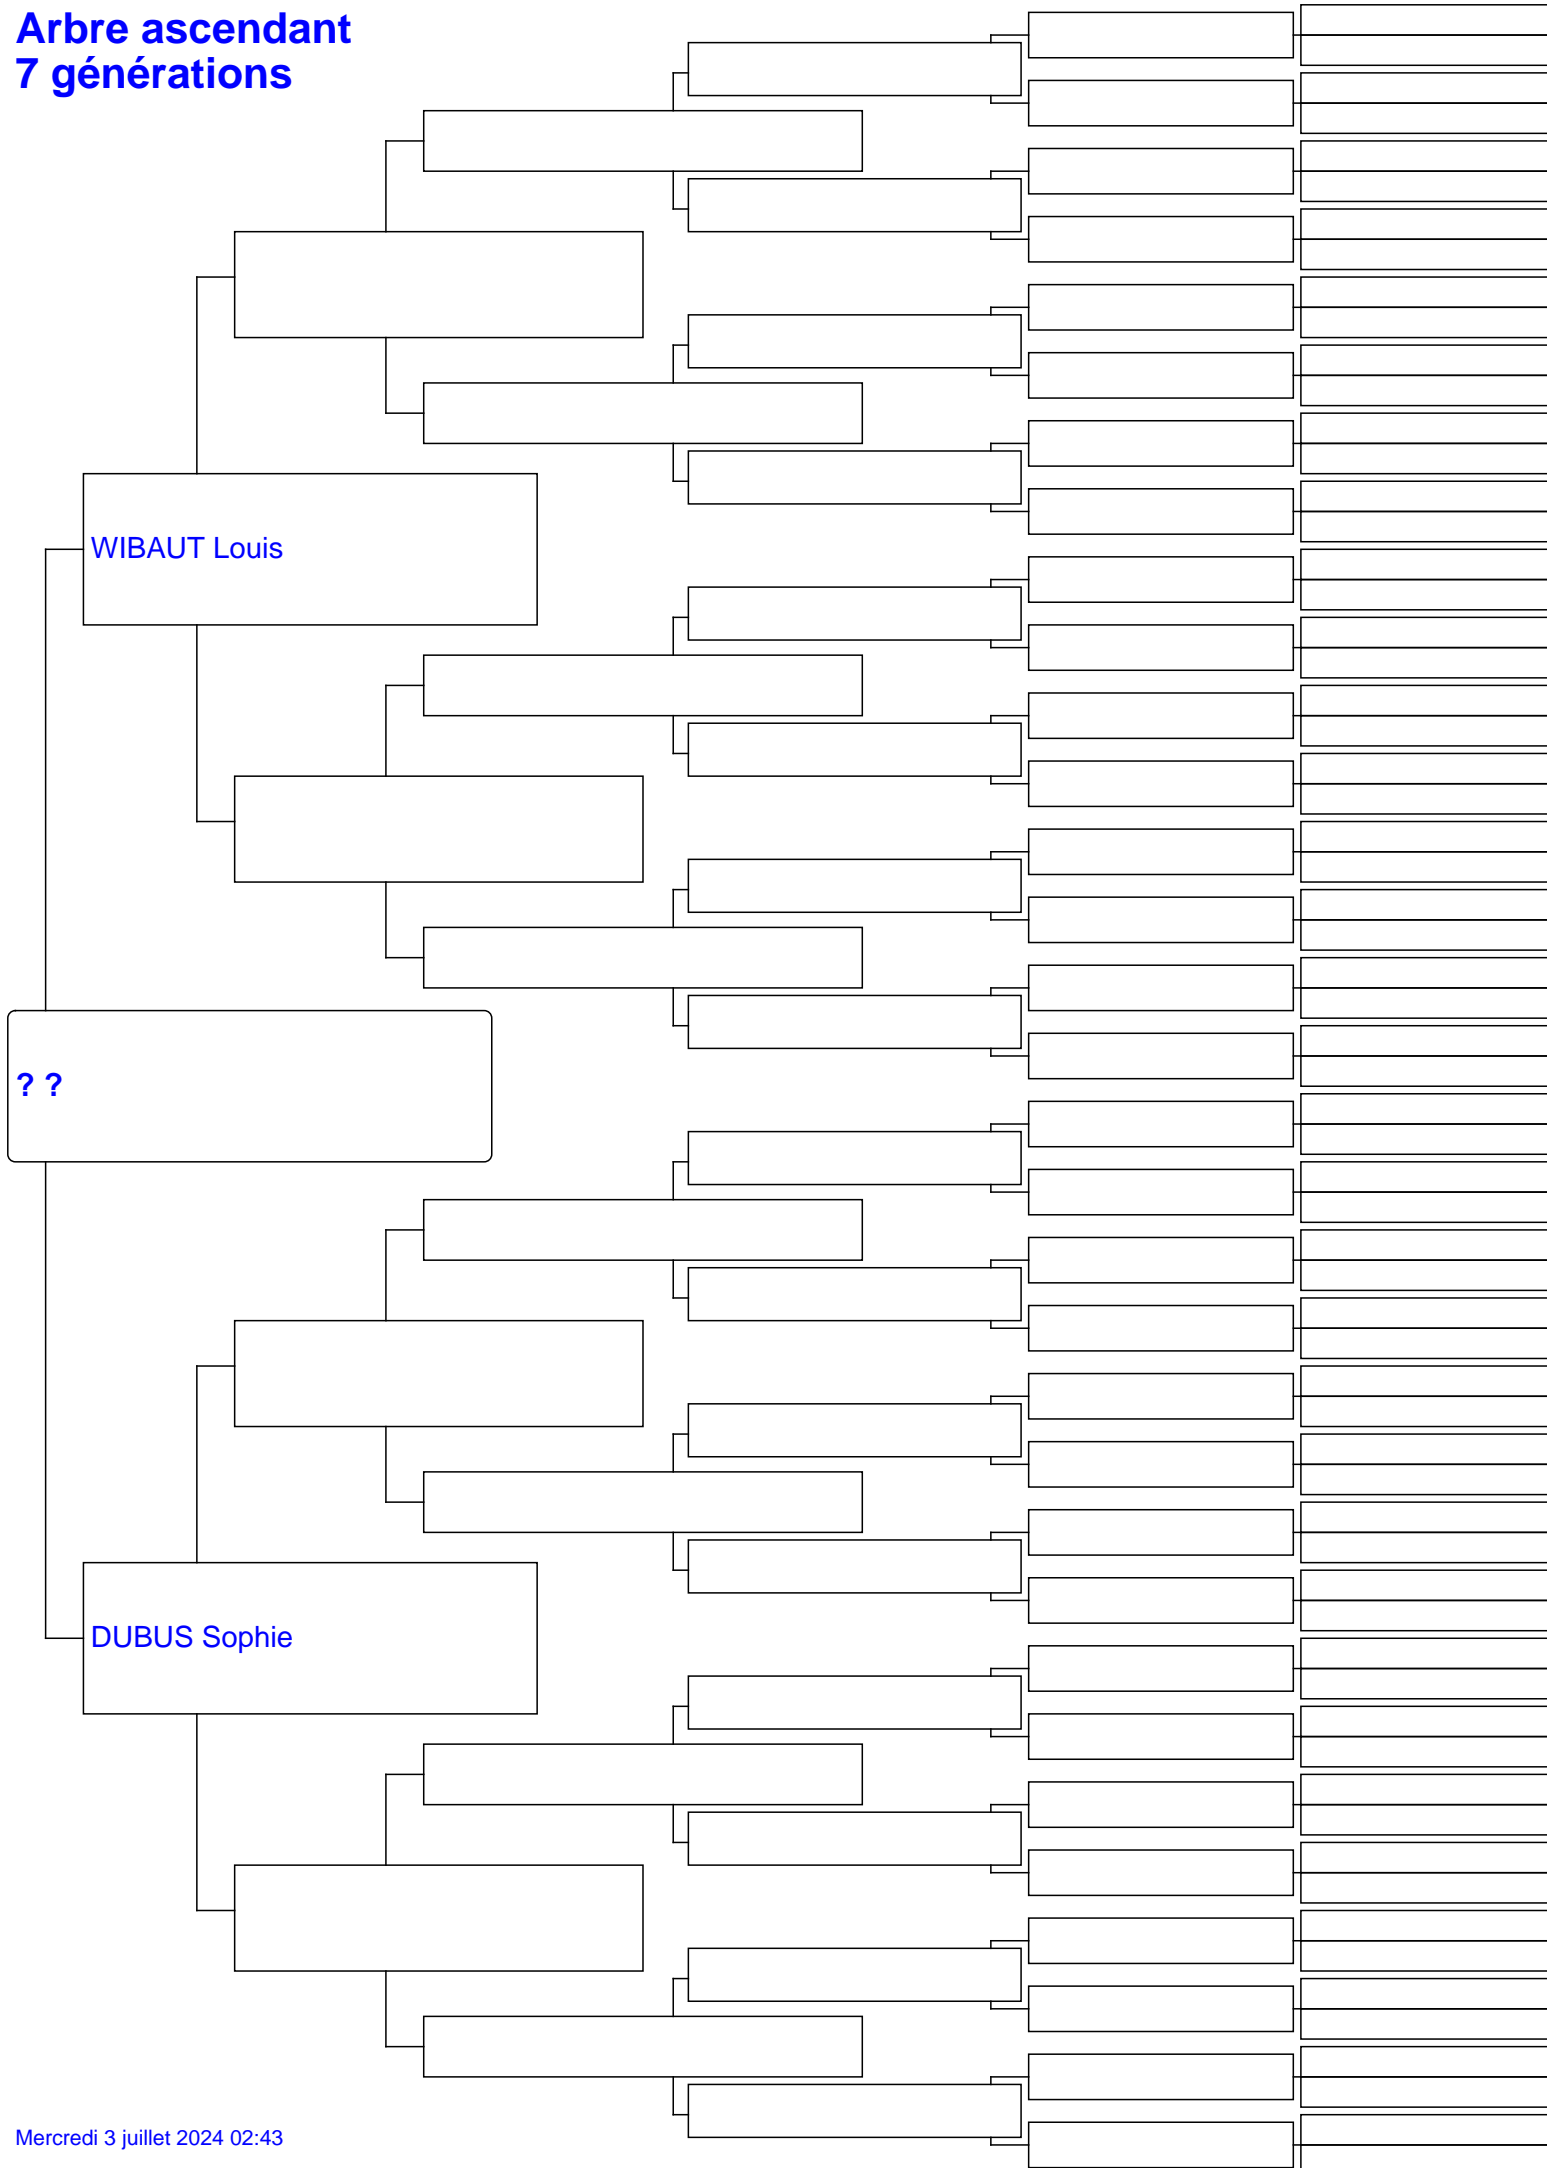 Arbre ascendant
7 générations
WIBAUT Louis
? ?
DUBUS Sophie
Mercredi 3 juillet 2024 02:43